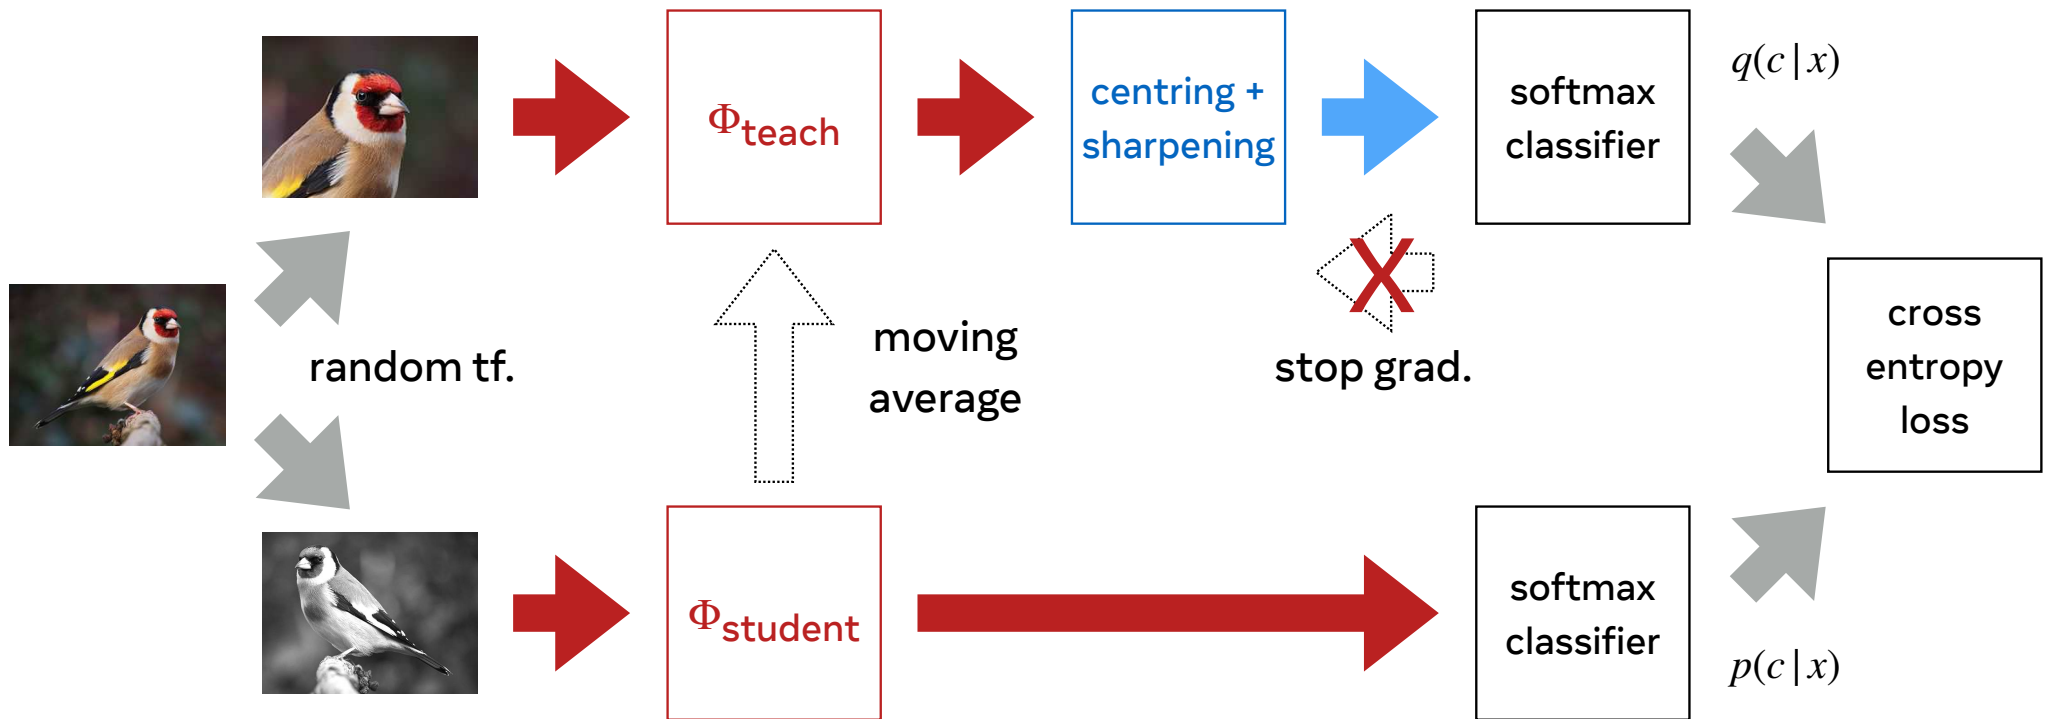 Φteach
centring +
sharpening
softmax
classifier
q(c|x)
random tf.
moving
average
stop grad.
X
cross
entropy
loss
Φstudent
softmax
classifier
p(c|x)